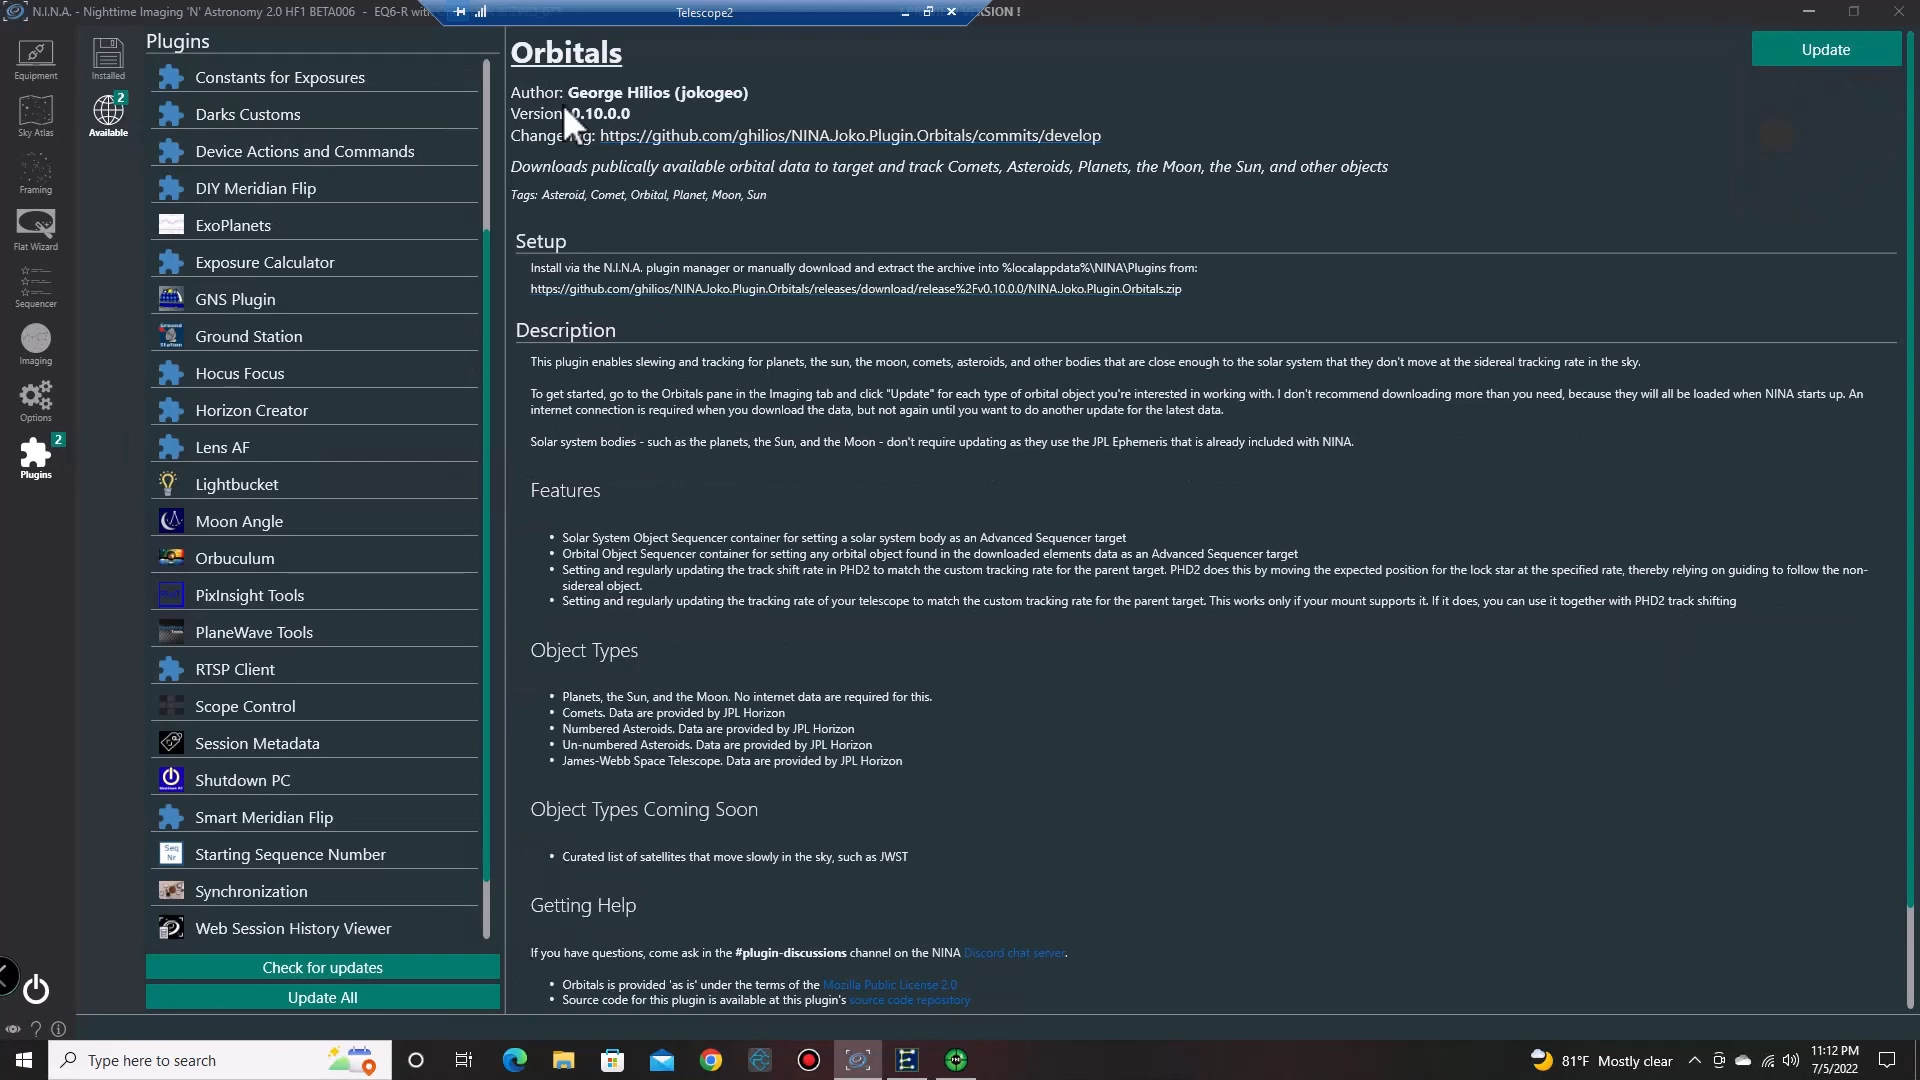 N.I.N.A. - Nighttime Imaging 'N' Astronomy 2.0 HF1 BETA006 - EQ6-R
Telescope2
VERSION !
Equipment
Sky Atlas
Framing
Flat Wizard
Sequencer
Imaging
Options
2
Plugins
Installed
2
Available
Plugins
Constants for Exposures
Darks Customs
Device Actions and Commands
DIY Meridian Flip
ExoPlanets
Exposure Calculator
GNS Plugin
Ground Station
Hocus Focus
Horizon Creator
Lens AF
Lightbucket
Moon Angle
Orbuculum
PixInsight Tools
PlaneWave Tools
RTSP Client
Scope Control
Session Metadata
Shutdown PC
Smart Meridian Flip
Seq
Nr
Starting Sequence Number
Synchronization
Web Session History Viewer
Check for updates
Update All
Orbitals
Update
Author: George Hilios (jokogeo)
Version 0.10.0.0
https://github.com/ghilios/NINA.Joko.Plugin.Orbitals/commits/develop
Downloads publically available orbital data to target and track Comets, Asteroids, Planets, the Moon, the Sun, and other objects
Tags: Asteroid, Comet, Orbital, Planet, Moon, Sun
Setup
Install via the N.I.N.A. plugin manager or manually download and extract the archive into %localappdata%\NINA\Plugins from:
https://github.com/ghilios/NINA.Joko.Plugin.Orbitals/releases/download/release%2Fv0.10.0.0/NINA.Joko.Plugin.Orbitals.zip
Description
This plugin enables slewing and tracking for planets, the sun, the moon, comets, asteroids, and other bodies that are close enough to the solar system that they don't move at the sidereal tracking rate in the sky.
To get started, go to the Orbitals pane in the Imaging tab and click "Update" for each type of orbital object you're interested in working with. I don't recommend downloading more than you need, because they will all be loaded when NINA starts up. An
internet connection is required when you download the data, but not again until you want to do another update for the latest data.
Solar system bodies - such as the planets, the Sun, and the Moon - don't require updating as they use the JPL Ephemeris that is already included with NINA.
Features
• Solar System Object Sequencer container for setting a solar system body as an Advanced Sequencer target
• Orbital Object Sequencer container for setting any orbital object found in the downloaded elements data as an Advanced Sequencer target
• Setting and regularly updating the track shift rate in PHD2 to match the custom tracking rate for the parent target. PHD2 does this by moving the expected position for the lock star at the specified rate, thereby relying on guiding to follow the non-
sidereal object.
• Setting and regularly updating the tracking rate of your telescope to match the custom tracking rate for the parent target. This works only if your mount supports it. If it does, you can use it together with PHD2 track shifting
Object Types
• Planets, the Sun, and the Moon. No internet data are required for this.
• Comets. Data are provided by JPL Horizon
• Numbered Asteroids. Data are provided by JPL Horizon
• Un-numbered Asteroids. Data are provided by JPL Horizon
• James-Webb Space Telescope. Data are provided by JPL Horizon
Object Types Coming Soon
• Curated list of satellites that move slowly in the sky, such as JWST
Getting Help
If you have questions, come ask in the #plugin-discussions channel on the NINA Discord chat server.
• Orbitals is provided 'as is' under the terms of the Mozilla Public License 2.0
• Source code for this plugin is available at this plugin's source code repository
Type here to search
81°F Mostly clear
11:12 PM
7/5/2022